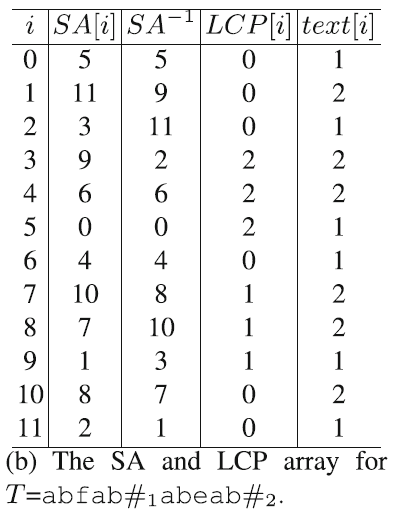 i SA[i] SA⁻¹ LCP[i] text[i]
0 5 5 0 1
1 11 9 0 2
2 3 11 0 1
3 9 2 2 2
4 6 6 2 2
5 0 0 2 1
6 4 4 0 1
7 10 8 1 2
8 7 10 1 2
9 1 3 1 1
10 8 7 0 2
11 2 1 0 1
(b) The SA and LCP array for
T=abfab#₁abeab#₂.